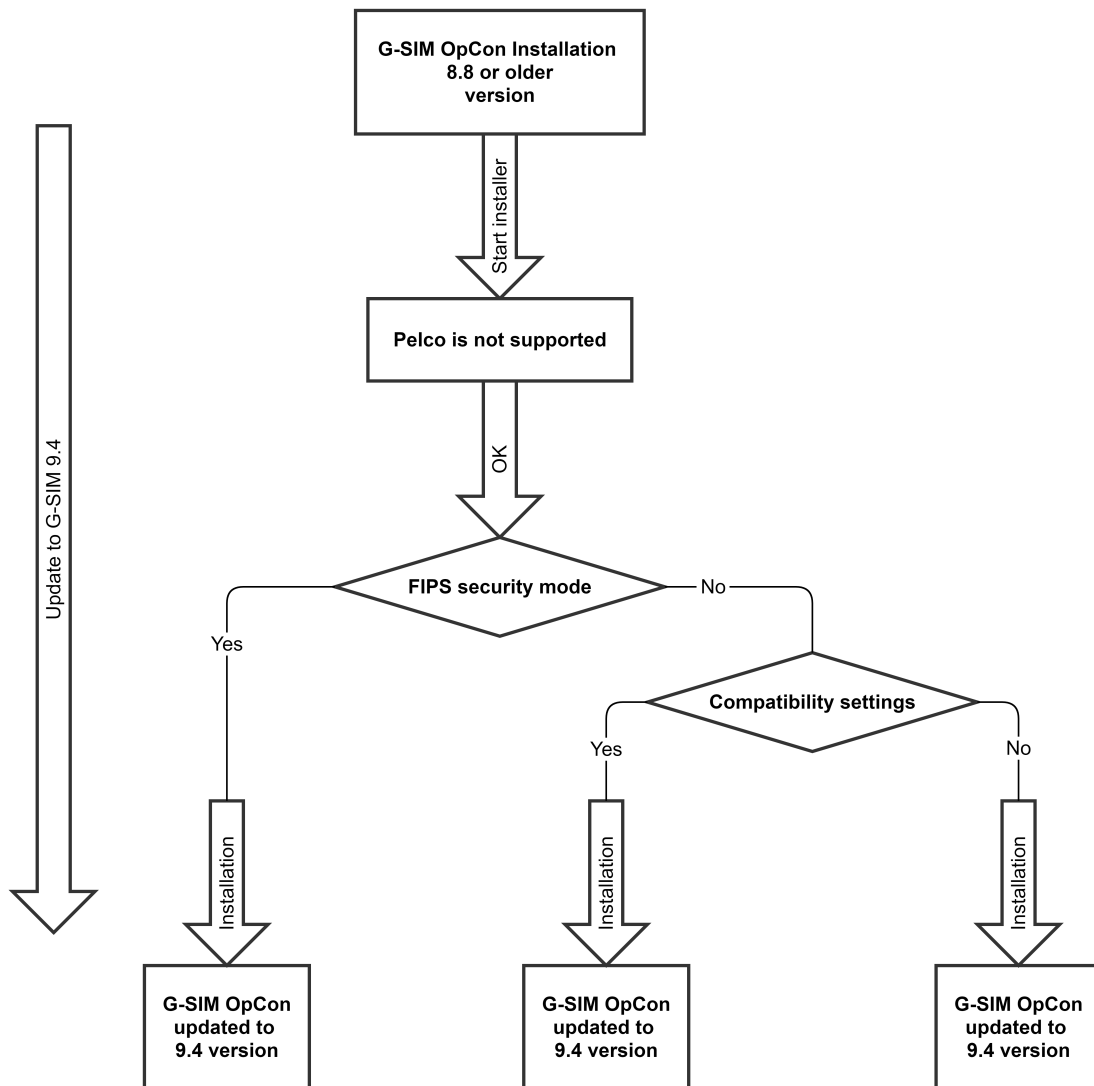 G-SIM OpCon Installation
8.8 or older
version
Start installer
Pelco is not supported
Update to G-SIM 9.4
OK
FIPS security mode
No
Yes
Compatibility settings
Yes
No
Installation
Installation
Installation
G-SIM OpCon
updated to
9.4 version
G-SIM OpCon
updated to
9.4 version
G-SIM OpCon
updated to
9.4 version